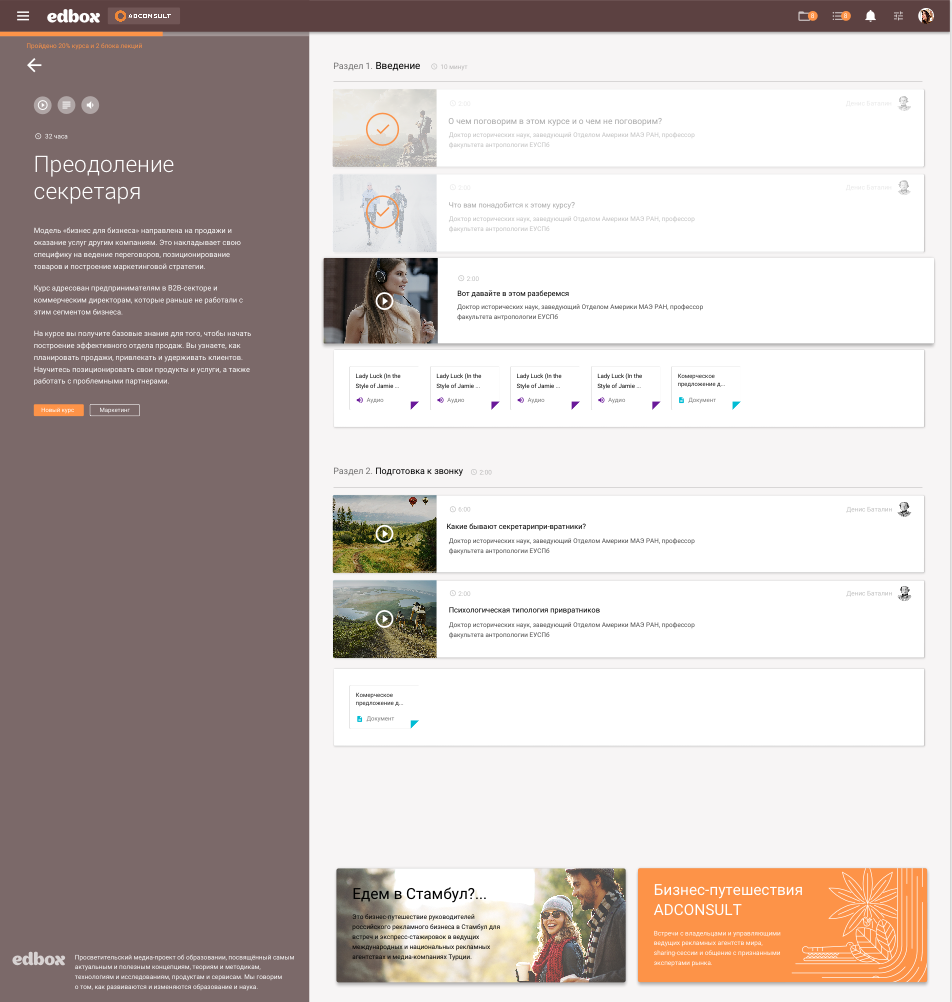 edbox
ADCONSULT
6
8
Пройдено 20% курса и 2 блока лекций
32 часа
Преодоление
секретаря
Модель «бизнес для бизнеса» направлена на продажи и
оказание услуг другим компаниям. Это накладывает свою
специфику на ведение переговоров, позиционирование
товаров и построение маркетинговой стратегии.
Курс адресован предпринимателям в B2B-секторе и
коммерческим директорам, которые раньше не работали с
этим сегментом бизнеса.
На курсе вы получите базовые знания для того, чтобы начать
построение эффективного отдела продаж. Вы узнаете, как
планировать продажи, привлекать и удерживать клиентов.
Научитесь позиционировать свои продукты и услуги, а также
работать с проблемными партнерами.
Новый курс
Маркетинг
Раздел 1. Введение 10 минут
2:00
Денис Баталин
О чем поговорим в этом курсе и о чем не поговорим?
Доктор исторических наук, заведующий Отделом Америки МАЭ РАН, профессор
факультета антропологии ЕУСПб
2:00
Денис Баталин
Что вам понадобится к этому курсу?
Доктор исторических наук, заведующий Отделом Америки МАЭ РАН, профессор
факультета антропологии ЕУСПб
2:00
Вот давайте в этом разберемся
Доктор исторических наук, заведующий Отделом Америки МАЭ РАН, профессор
факультета антропологии ЕУСПб
Lady Luck (In the
Style of Jamie ...
Аудио
Lady Luck (In the
Style of Jamie ...
Аудио
Lady Luck (In the
Style of Jamie ...
Аудио
Lady Luck (In the
Style of Jamie ...
Аудио
Комерческое
предложение д...
Документ
Раздел 2. Подготовка к звонку 2:00
6:00
Денис Баталин
Какие бывают секретарипри-вратники?
Доктор исторических наук, заведующий Отделом Америки МАЭ РАН, профессор
факультета антропологии ЕУСПб
2:00
Денис Баталин
Психологическая типология привратников
Доктор исторических наук, заведующий Отделом Америки МАЭ РАН, профессор
факультета антропологии ЕУСПб
Комерческое
предложение д...
Документ
Едем в Стамбул?...
Это бизнес-путешествие руководителей
российского рекламного бизнеса в Стамбул для
встреч и экспресс-стажировок в ведущих
международных и национальных рекламных
агентствах и медиа-компаниях Турции.
Бизнес-путешествия
ADCONSULT
Встречи с владельцами и управляющими
ведущих рекламных агентств мира,
sharing-сессии и общение с признанными
экспертами рынка.
edbox
Просветительский медиа-проект об образовании, посвящённый самым
актуальным и полезным концепциям, теориям и методикам,
технологиям и исследованиям, продуктам и сервисам. Мы говорим
о том, как развиваются и изменяются образование и наука.